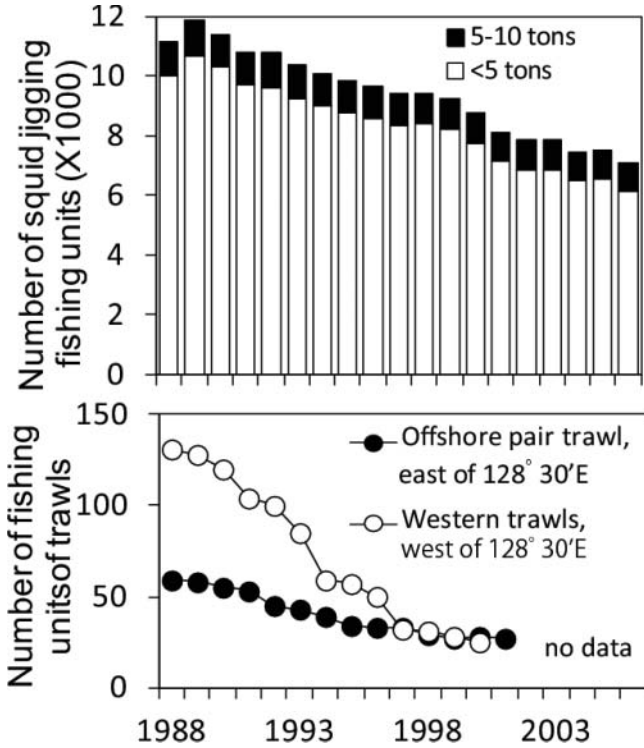 Number of squid jigging
fishing units (X1000)
12
10
8
6
4
2
0
5-10 tons
<5 tons
Number of fishing
unitsof trawls
150
100
50
0
Offshore pair trawl,
east of 128° 30'E
Western trawls,
west of 128° 30'E
no data
1988 1993 1998 2003